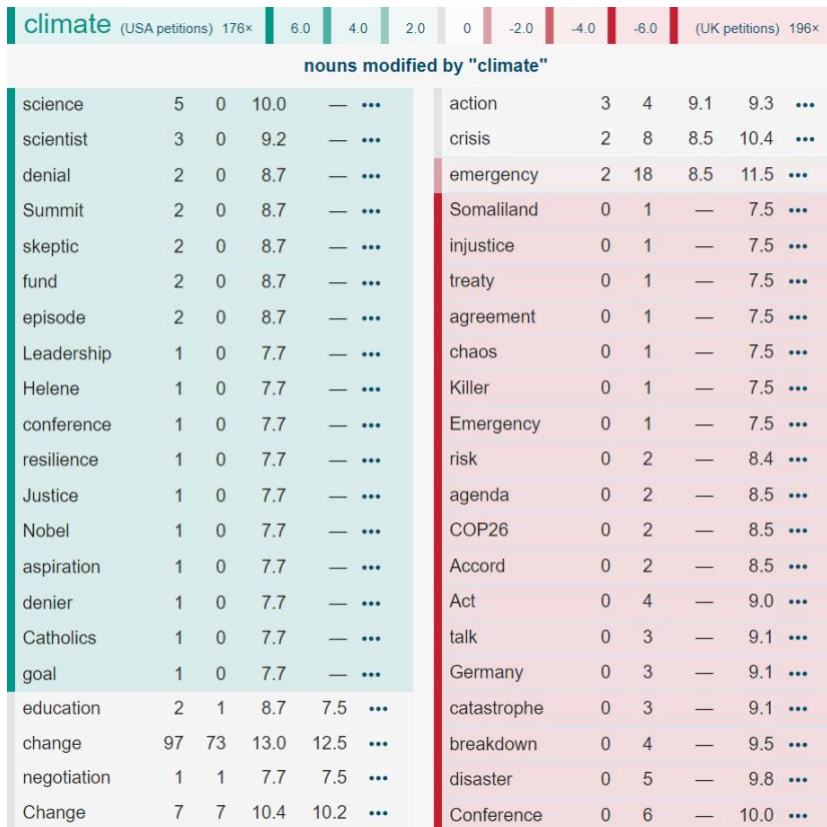 climate (USA petitions) 176× 6.0 4.0 2.0 0 -2.0 -4.0 -6.0 (UK petitions) 196×
nouns modified by "climate"
science 5 0 10.0 — •••
scientist 3 0 9.2 — •••
denial 2 0 8.7 — •••
Summit 2 0 8.7 — •••
skeptic 2 0 8.7 — •••
fund 2 0 8.7 — •••
episode 2 0 8.7 — •••
Leadership 1 0 7.7 — •••
Helene 1 0 7.7 — •••
conference 1 0 7.7 — •••
resilience 1 0 7.7 — •••
Justice 1 0 7.7 — •••
Nobel 1 0 7.7 — •••
aspiration 1 0 7.7 — •••
denier 1 0 7.7 — •••
Catholics 1 0 7.7 — •••
goal 1 0 7.7 — •••
education 2 1 8.7 7.5 •••
change 97 73 13.0 12.5 •••
negotiation 1 1 7.7 7.5 •••
Change 7 7 10.4 10.2 •••
action 3 4 9.1 9.3 •••
crisis 2 8 8.5 10.4 •••
emergency 2 18 8.5 11.5 •••
Somaliland 0 1 — 7.5 •••
injustice 0 1 — 7.5 •••
treaty 0 1 — 7.5 •••
agreement 0 1 — 7.5 •••
chaos 0 1 — 7.5 •••
Killer 0 1 — 7.5 •••
Emergency 0 1 — 7.5 •••
risk 0 2 — 8.4 •••
agenda 0 2 — 8.5 •••
COP26 0 2 — 8.5 •••
Accord 0 2 — 8.5 •••
Act 0 4 — 9.0 •••
talk 0 3 — 9.1 •••
Germany 0 3 — 9.1 •••
catastrophe 0 3 — 9.1 •••
breakdown 0 4 — 9.5 •••
disaster 0 5 — 9.8 •••
Conference 0 6 — 10.0 •••